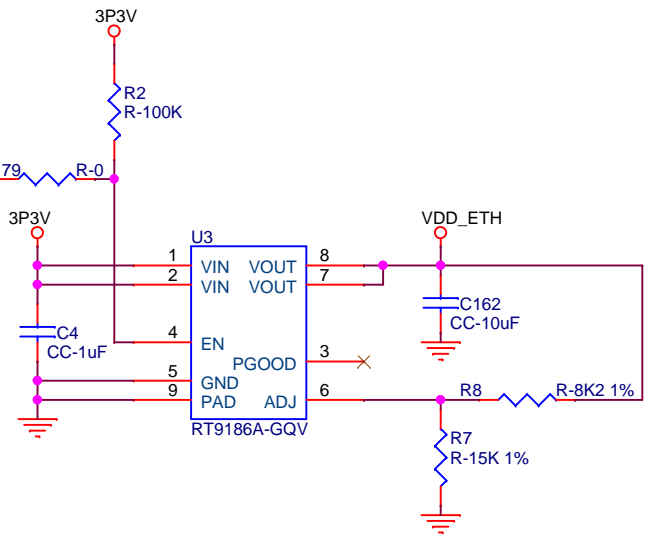 3P3V
R2
R-100K
79
R-0
3P3V
VDD_ETH
U3
1
VIN
VOUT
8
2
VIN
VOUT
7
C4
CC-1uF
4
EN
C162
CC-10uF
PGOOD
3
5
GND
9
PAD
ADJ
6
R8
R-8K2 1%
RT9186A-GQV
R7
R-15K 1%